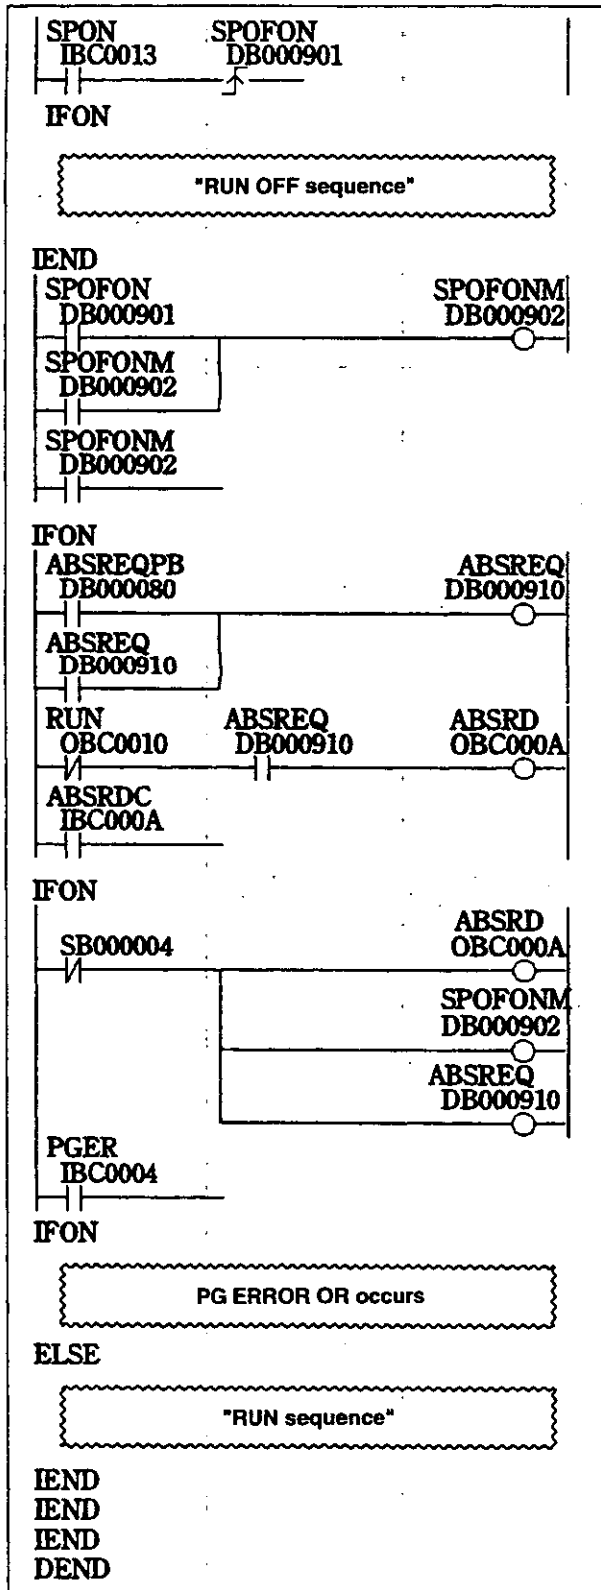 SPON SPOFON
IBC0013 DB000901
IFON
"RUN OFF sequence"
IEND
SPOFON SPOFONM
DB000901 DB000902
SPOFONM
DB000902
SPOFONM
DB000902
IFON
ABSREQPB ABSREQ
DB000080 DB000910
ABSREQ
DB000910
RUN ABSREQ ABSRD
OBC0010 DB000910 OBC000A
ABSRDC
IBC000A
IFON
ABSRD
SB000004 OBC000A
SPOFONM
DB000902
ABSREQ
DB000910
PGER
IBC0004
IFON
PG ERROR OR occurs
ELSE
"RUN sequence"
IEND
IEND
IEND
DEND